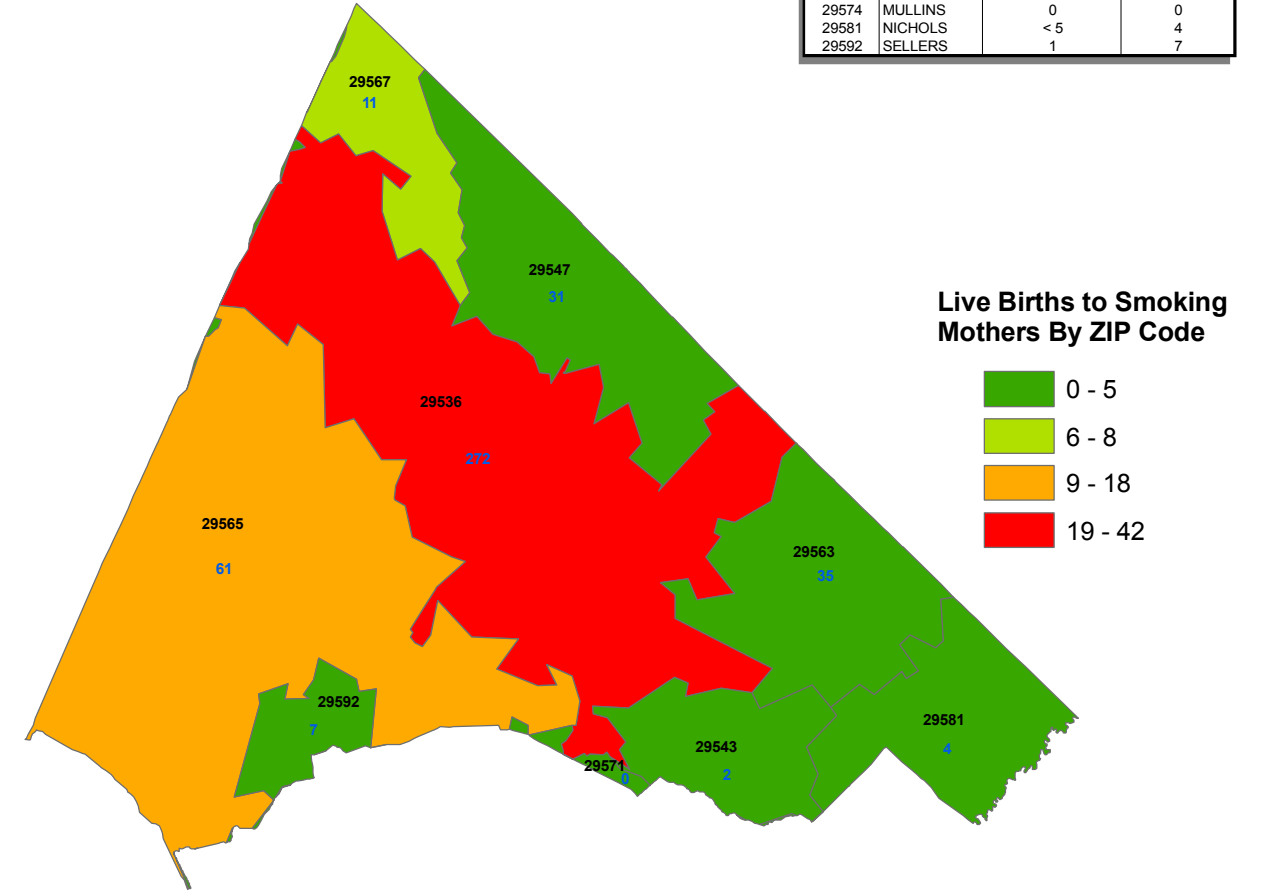 29574 MULLINS 0 0
29581 NICHOLS < 5 4
29592 SELLERS 1 7
29567
11
29547
31
Live Births to Smoking
Mothers By ZIP Code
0 - 5
6 - 8
9 - 18
19 - 42
29536
272
29565
61
29563
35
29592
7
29581
4
29543
2
29571
0